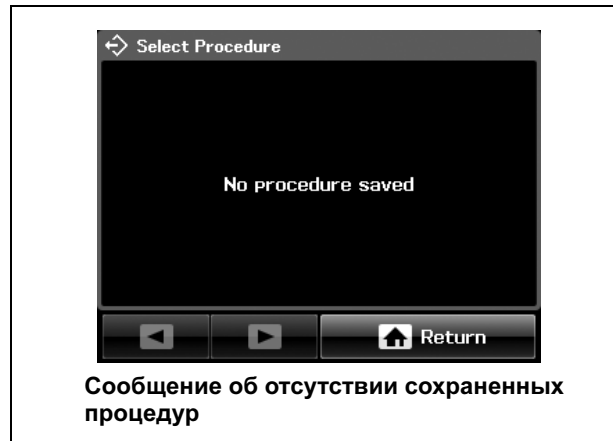 Select Procedure
No procedure saved
Return
Сообщение об отсутствии сохраненных
процедур